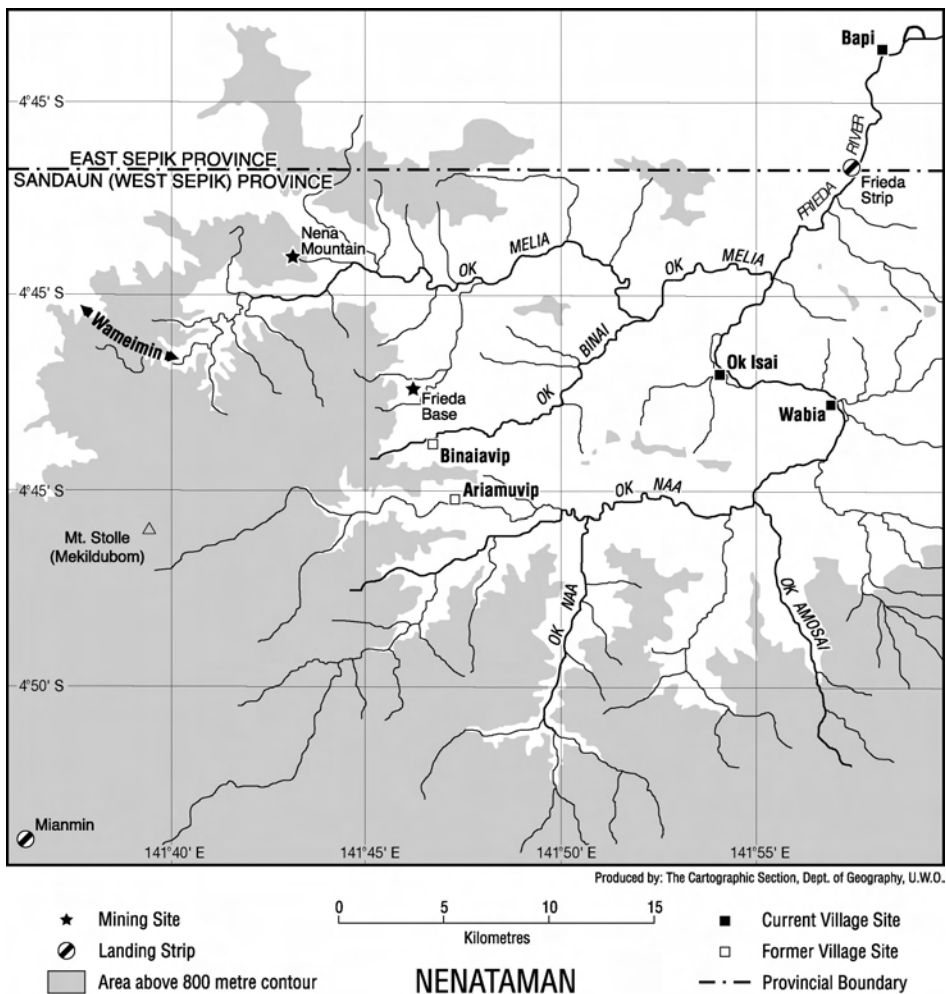 Bapi
4°45' S
EAST SEPIK PROVINCE
SANDAUN (WEST SEPIK) PROVINCE
FRIEDA RIVER
Frieda
Strip
Nena
Mountain
OK MELIA
OK MELIA
4°45' S
Wameimin
OK BINAI
Ok Isai
Frieda
Base
Wabia
Binaiavip
4°45' S
Ariamuvip
OK NAA
Mt. Stolle
(Mekildubom)
OK NAA
OK AMOSAI
4°50' S
Mianmin
141°40' E
141°45' E
141°50' E
141°55' E
Produced by: The Cartographic Section, Dept. of Geography, U.W.O.
Mining Site
Landing Strip
Area above 800 metre contour
0 5 10 15
Kilometres
NENATAMAN
Current Village Site
Former Village Site
Provincial Boundary